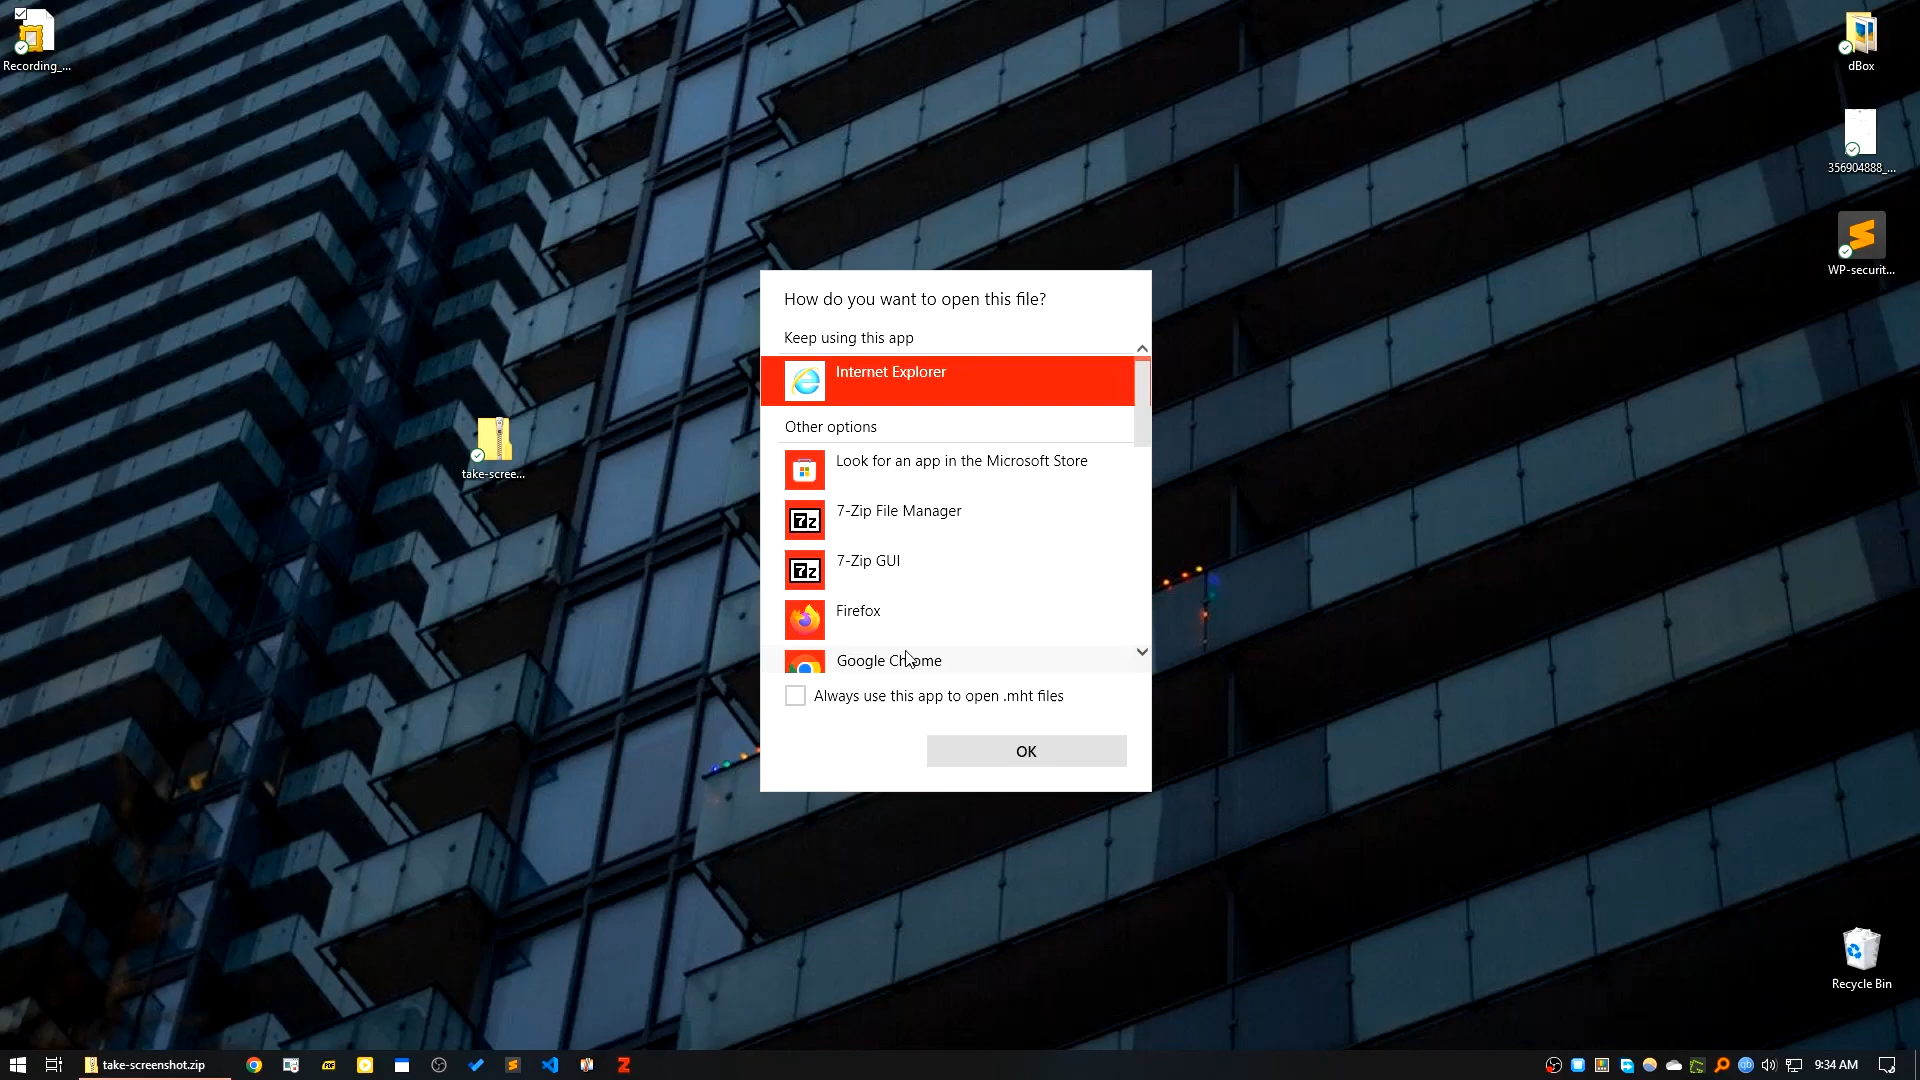 Recording_...
dBox
356904888_...
WP-securit...
take-scree...
How do you want to open this file?
Keep using this app
Internet Explorer
Other options
Look for an app in the Microsoft Store
7-Zip File Manager
7-Zip GUI
Firefox
Google Chrome
Always use this app to open .mht files
OK
Recycle Bin
take-screenshot.zip
9:34 AM